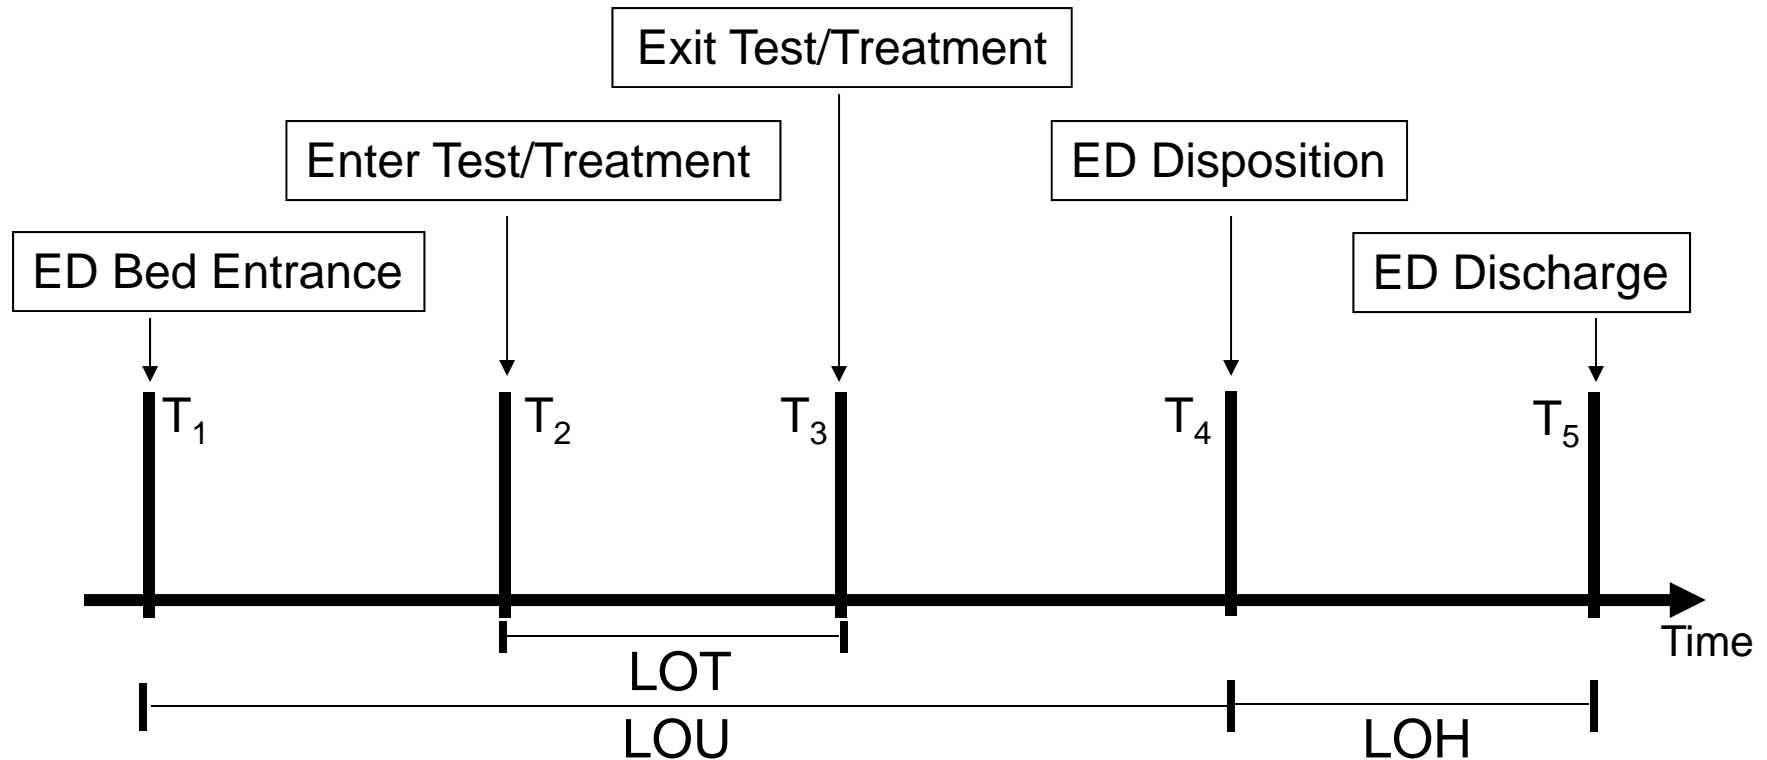 Exit Test/Treatment
Enter Test/Treatment
ED Disposition
ED Bed Entrance
ED Discharge
T1
T2
T3
T4
T5
Time
LOT
LOU
LOH